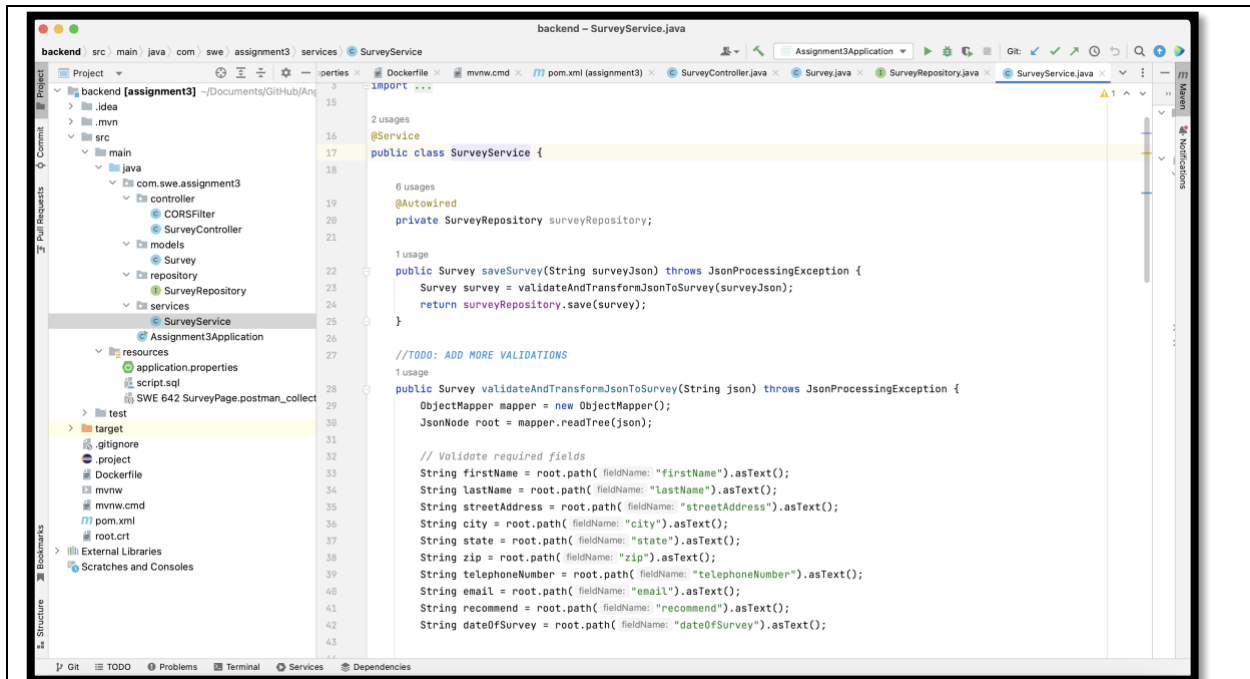 backend – SurveyService.java
backend src main java com swe assignment3 services SurveyService
Assignment3Application
Git:
Project
perties
Dockerfile
mvnw.cmd
pom.xml (assignment3)
SurveyController.java
Survey.java
SurveyRepository.java
SurveyService.java
Project
Commit
Pull Requests
Bookmarks
Structure
Maven
Notifications
backend [assignment3] ~/Documents/GitHub/Ang
.idea
.mvn
src
main
java
com.swe.assignment3
controller
CORSFilter
SurveyController
models
Survey
repository
SurveyRepository
services
SurveyService
Assignment3Application
resources
application.properties
script.sql
SWE 642 SurveyPage.postman_collect
test
target
.gitignore
.project
Dockerfile
mvnw
mvnw.cmd
pom.xml
root.crt
External Libraries
Scratches and Consoles
1
3 import ...
15
2 usages
16 @Service
17 public class SurveyService {
18
6 usages
19 @Autowired
20 private SurveyRepository surveyRepository;
21
1 usage
22 public Survey saveSurvey(String surveyJson) throws JsonProcessingException {
23 Survey survey = validateAndTransformJsonToSurvey(surveyJson);
24 return surveyRepository.save(survey);
25 }
26
27 //TODO: ADD MORE VALIDATIONS
1 usage
28 public Survey validateAndTransformJsonToSurvey(String json) throws JsonProcessingException {
29 ObjectMapper mapper = new ObjectMapper();
30 JsonNode root = mapper.readTree(json);
31
32 // Validate required fields
33 String firstName = root.path( fieldName: "firstName").asText();
34 String lastName = root.path( fieldName: "lastName").asText();
35 String streetAddress = root.path( fieldName: "streetAddress").asText();
36 String city = root.path( fieldName: "city").asText();
37 String state = root.path( fieldName: "state").asText();
38 String zip = root.path( fieldName: "zip").asText();
39 String telephoneNumber = root.path( fieldName: "telephoneNumber").asText();
40 String email = root.path( fieldName: "email").asText();
41 String recommend = root.path( fieldName: "recommend").asText();
42 String dateOfSurvey = root.path( fieldName: "dateOfSurvey").asText();
43
Git
TODO
Problems
Terminal
Services
Dependencies